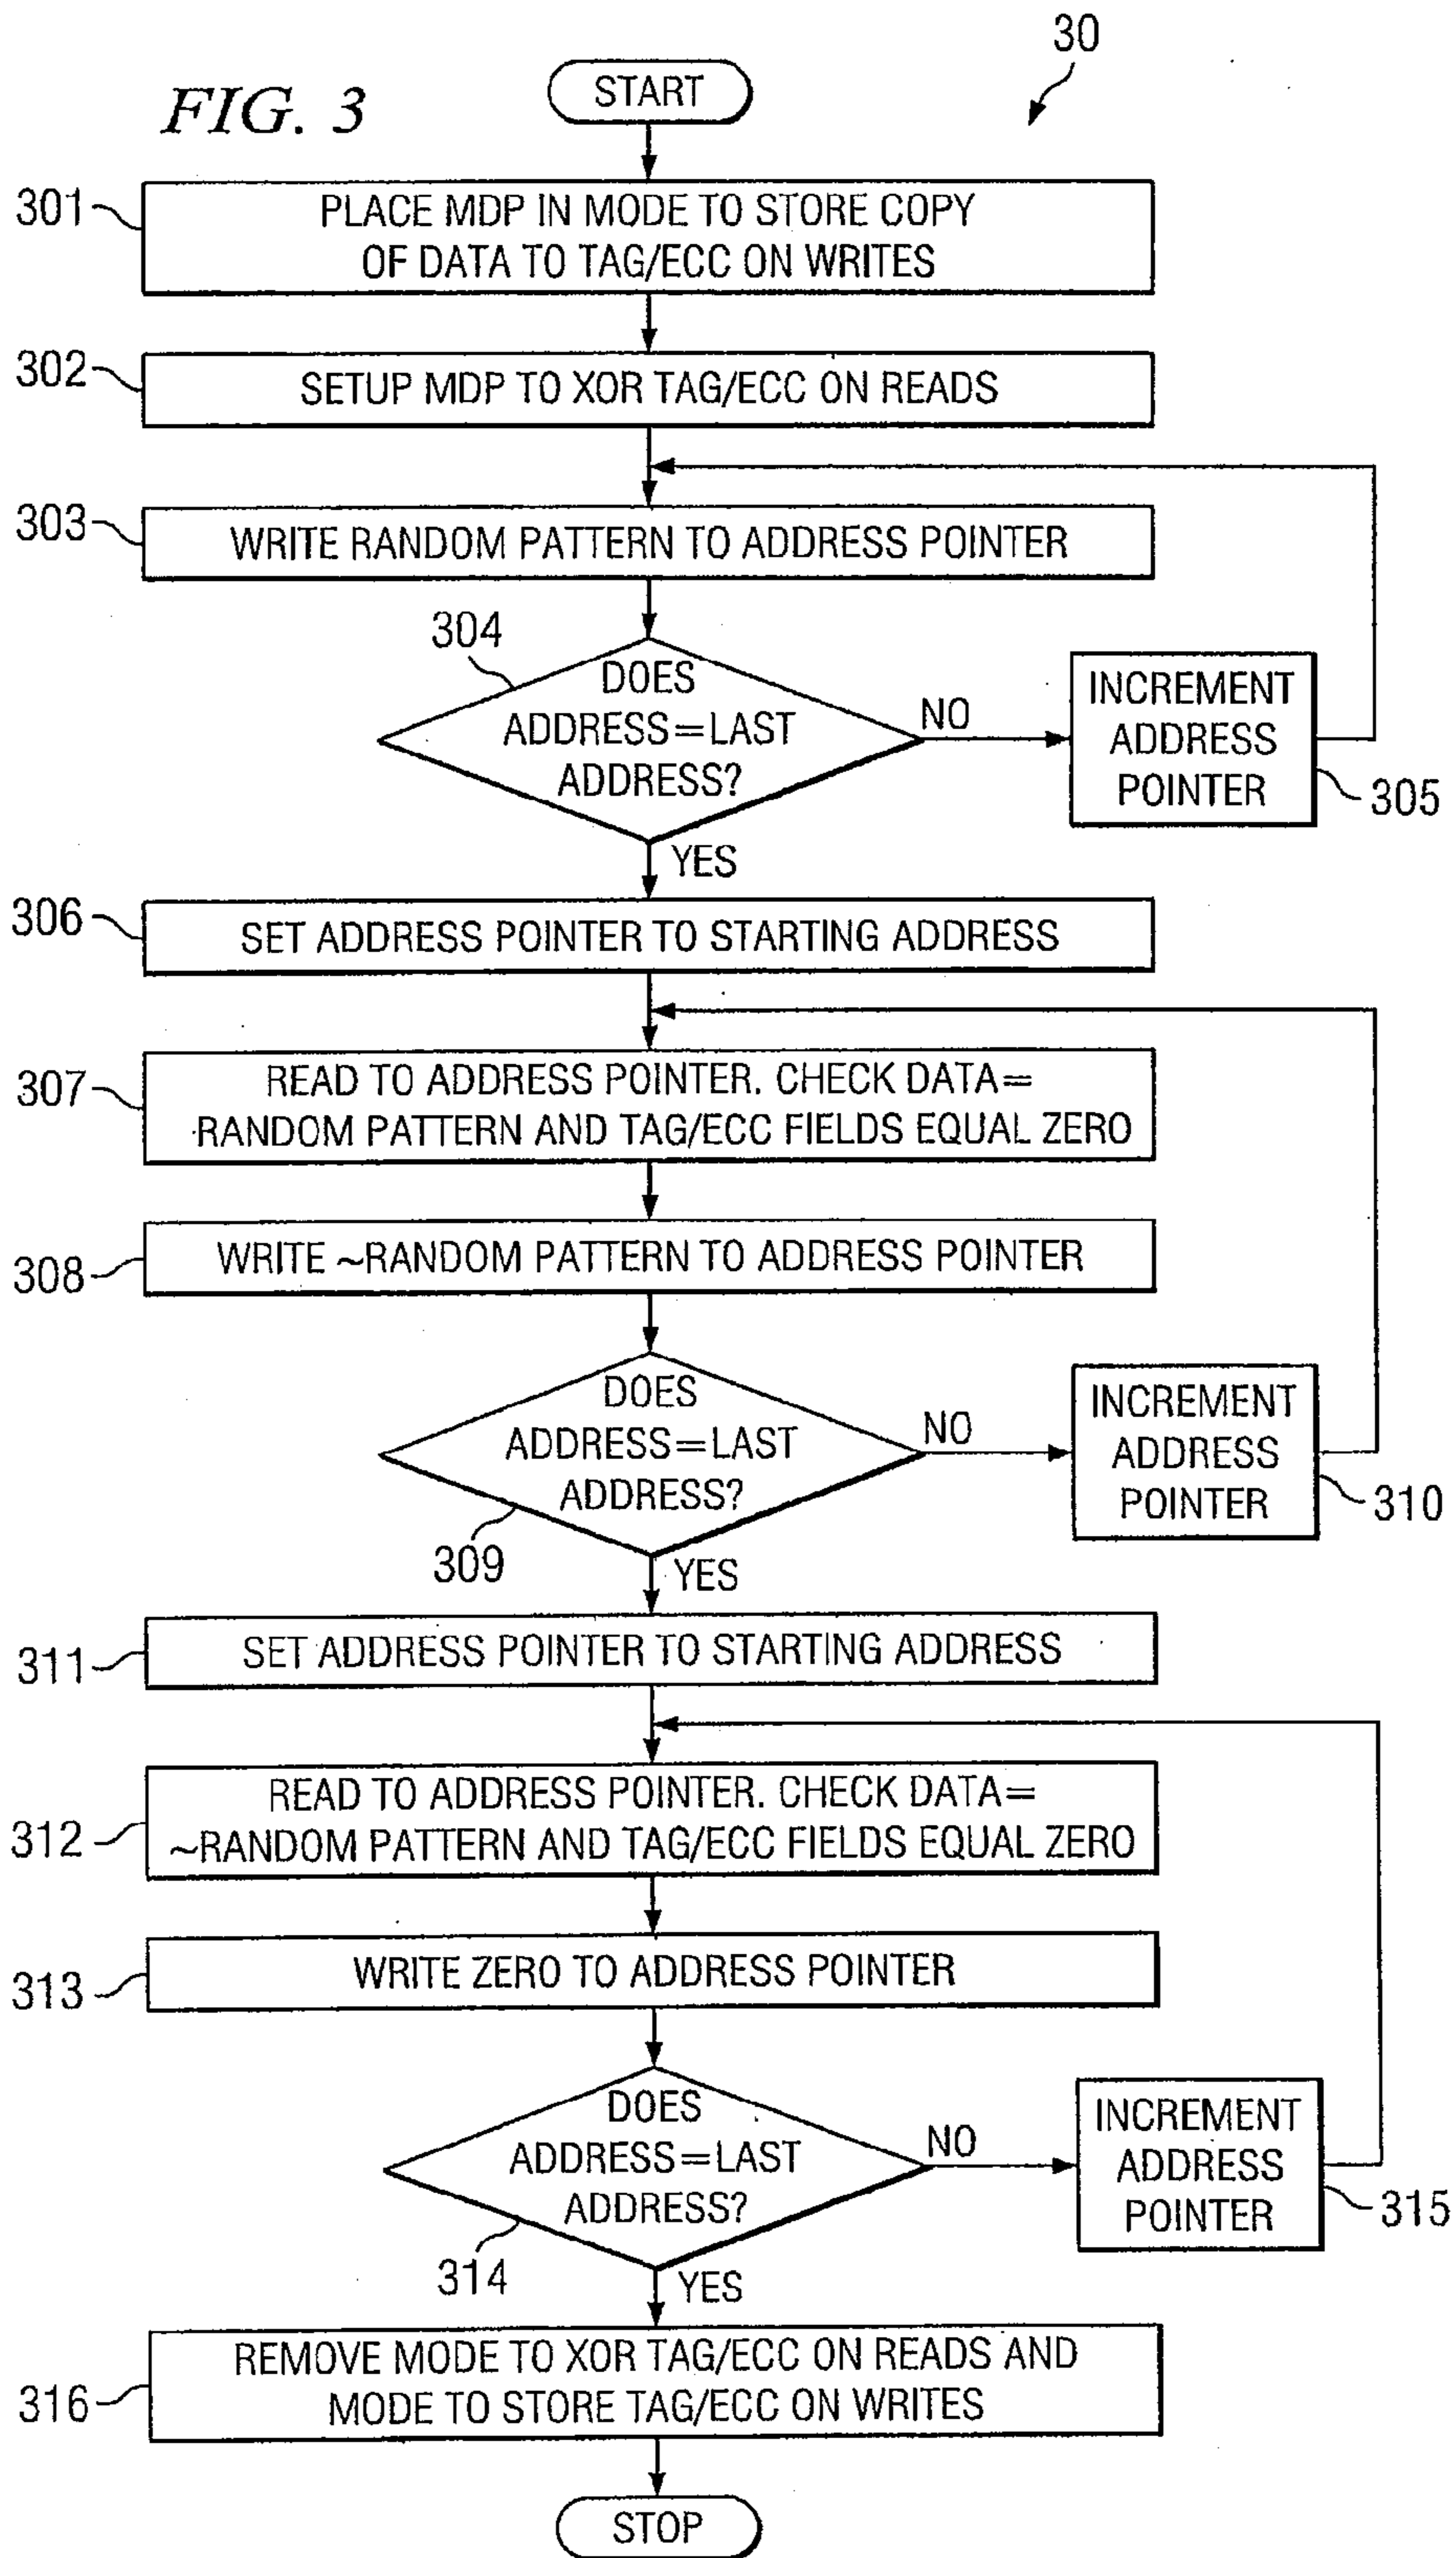 30
FIG. 3
START
301
PLACE MDP IN MODE TO STORE COPY
OF DATA TO TAG/ECC ON WRITES
302
SETUP MDP TO XOR TAG/ECC ON READS
303
WRITE RANDOM PATTERN TO ADDRESS POINTER
304
DOES
ADDRESS=LAST
ADDRESS?
NO
INCREMENT
ADDRESS
POINTER
305
YES
306
SET ADDRESS POINTER TO STARTING ADDRESS
307
READ TO ADDRESS POINTER. CHECK DATA=
RANDOM PATTERN AND TAG/ECC FIELDS EQUAL ZERO
308
WRITE ~RANDOM PATTERN TO ADDRESS POINTER
DOES
ADDRESS=LAST
ADDRESS?
309
NO
INCREMENT
ADDRESS
POINTER
310
YES
311
SET ADDRESS POINTER TO STARTING ADDRESS
312
READ TO ADDRESS POINTER. CHECK DATA=
~RANDOM PATTERN AND TAG/ECC FIELDS EQUAL ZERO
313
WRITE ZERO TO ADDRESS POINTER
DOES
ADDRESS=LAST
ADDRESS?
314
NO
INCREMENT
ADDRESS
POINTER
315
YES
316
REMOVE MODE TO XOR TAG/ECC ON READS AND
MODE TO STORE TAG/ECC ON WRITES
STOP